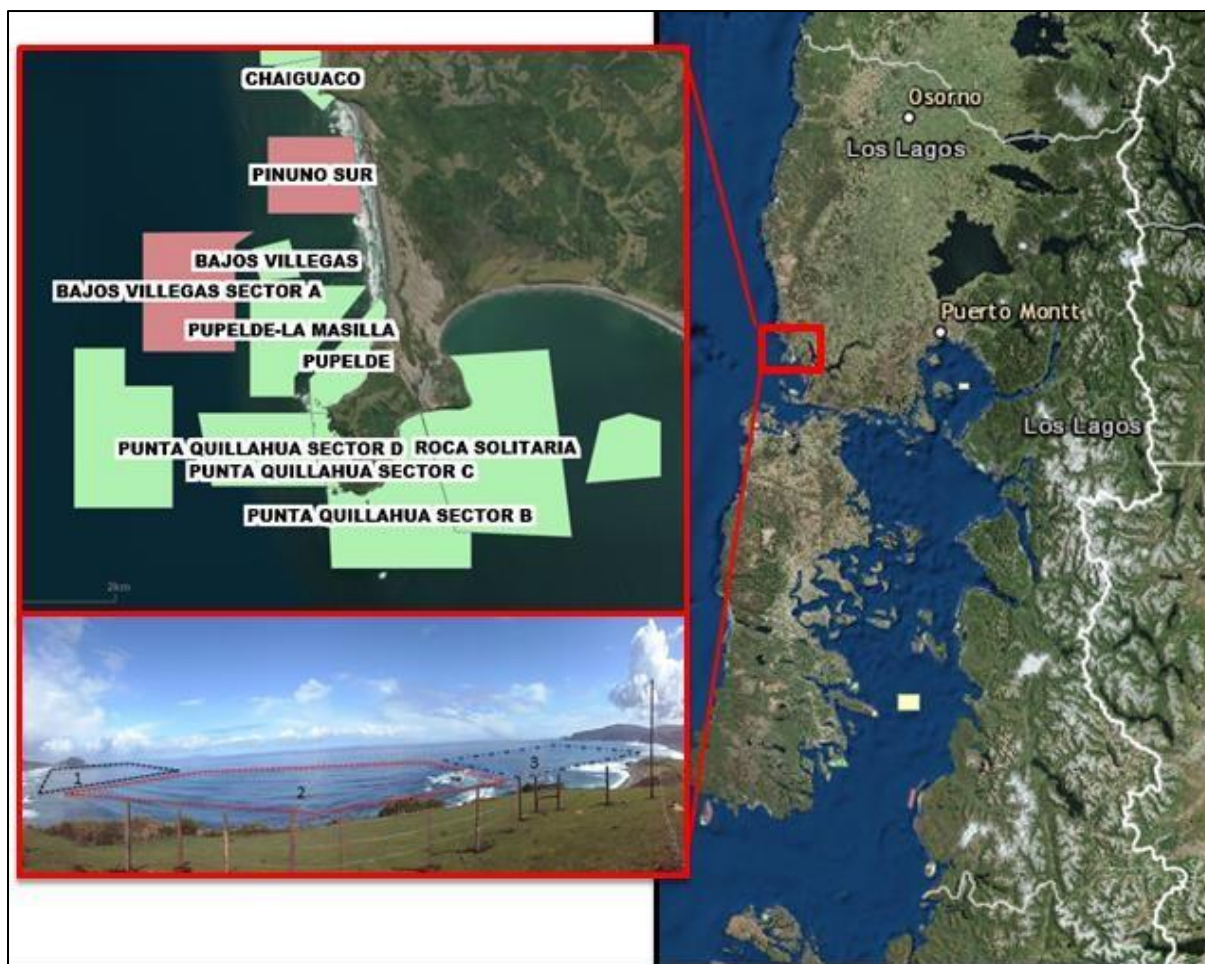 CHAIGUACO
PINUNO SUR
BAJOS VILLEGAS
BAJOS VILLEGAS SECTOR A
PUPELDE-LA MASILLA
PUPELDE
PUNTA QUILLAHUA SECTOR D
ROCA SOLITARIA
PUNTA QUILLAHUA SECTOR C
PUNTA QUILLAHUA SECTOR B
2km
1
2
3
Osorno
Los Lagos
Puerto Montt
Los Lagos